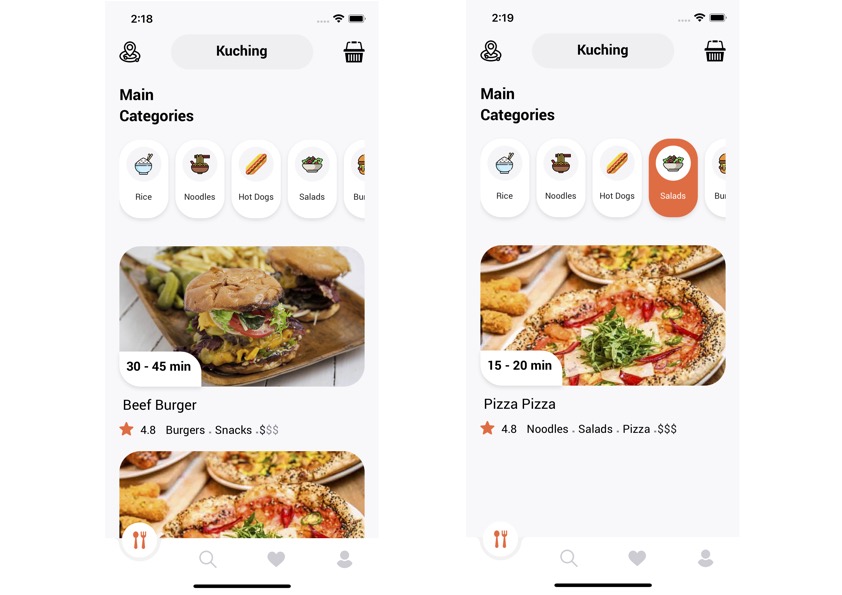 2:18
Kuching
Main
Categories
Rice Noodles Hot Dogs Salads Bur
30 - 45 min
Beef Burger
4.8 Burgers . Snacks .$$$
2:19
Kuching
Main
Categories
Rice Noodles Hot Dogs Salads Bur
15 - 20 min
Pizza Pizza
4.8 Noodles . Salads . Pizza .$$$